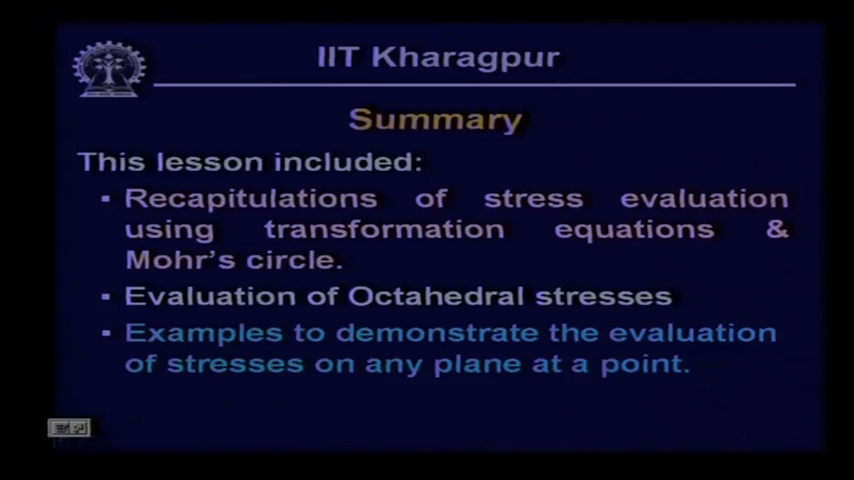 IIT Kharagpur
Summary
This lesson included:
▪ Recapitulations of stress evaluation
using transformation equations &
Mohr's circle.
▪ Evaluation of Octahedral stresses
▪ Examples to demonstrate the evaluation
of stresses on any plane at a point.